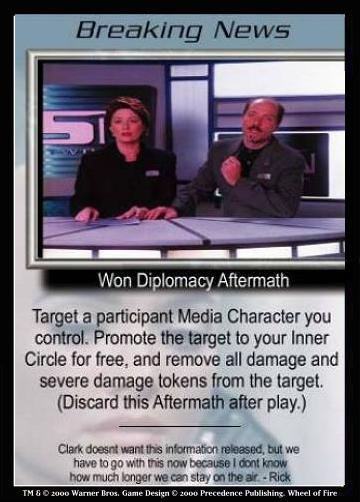 Breaking News
Won Diplomacy Aftermath
Target a participant Media Character you
control. Promote the target to your Inner
Circle for free, and remove all damage and
severe damage tokens from the target.
(Discard this Aftermath after play.)
Clark doesnt want this information released, but we
have to go with this now because I dont know
how much longer we can stay on the air. - Rick
TM & © 2000 Warner Bros. Game Design © 2000 Precedence Publishing. Wheel of Fire